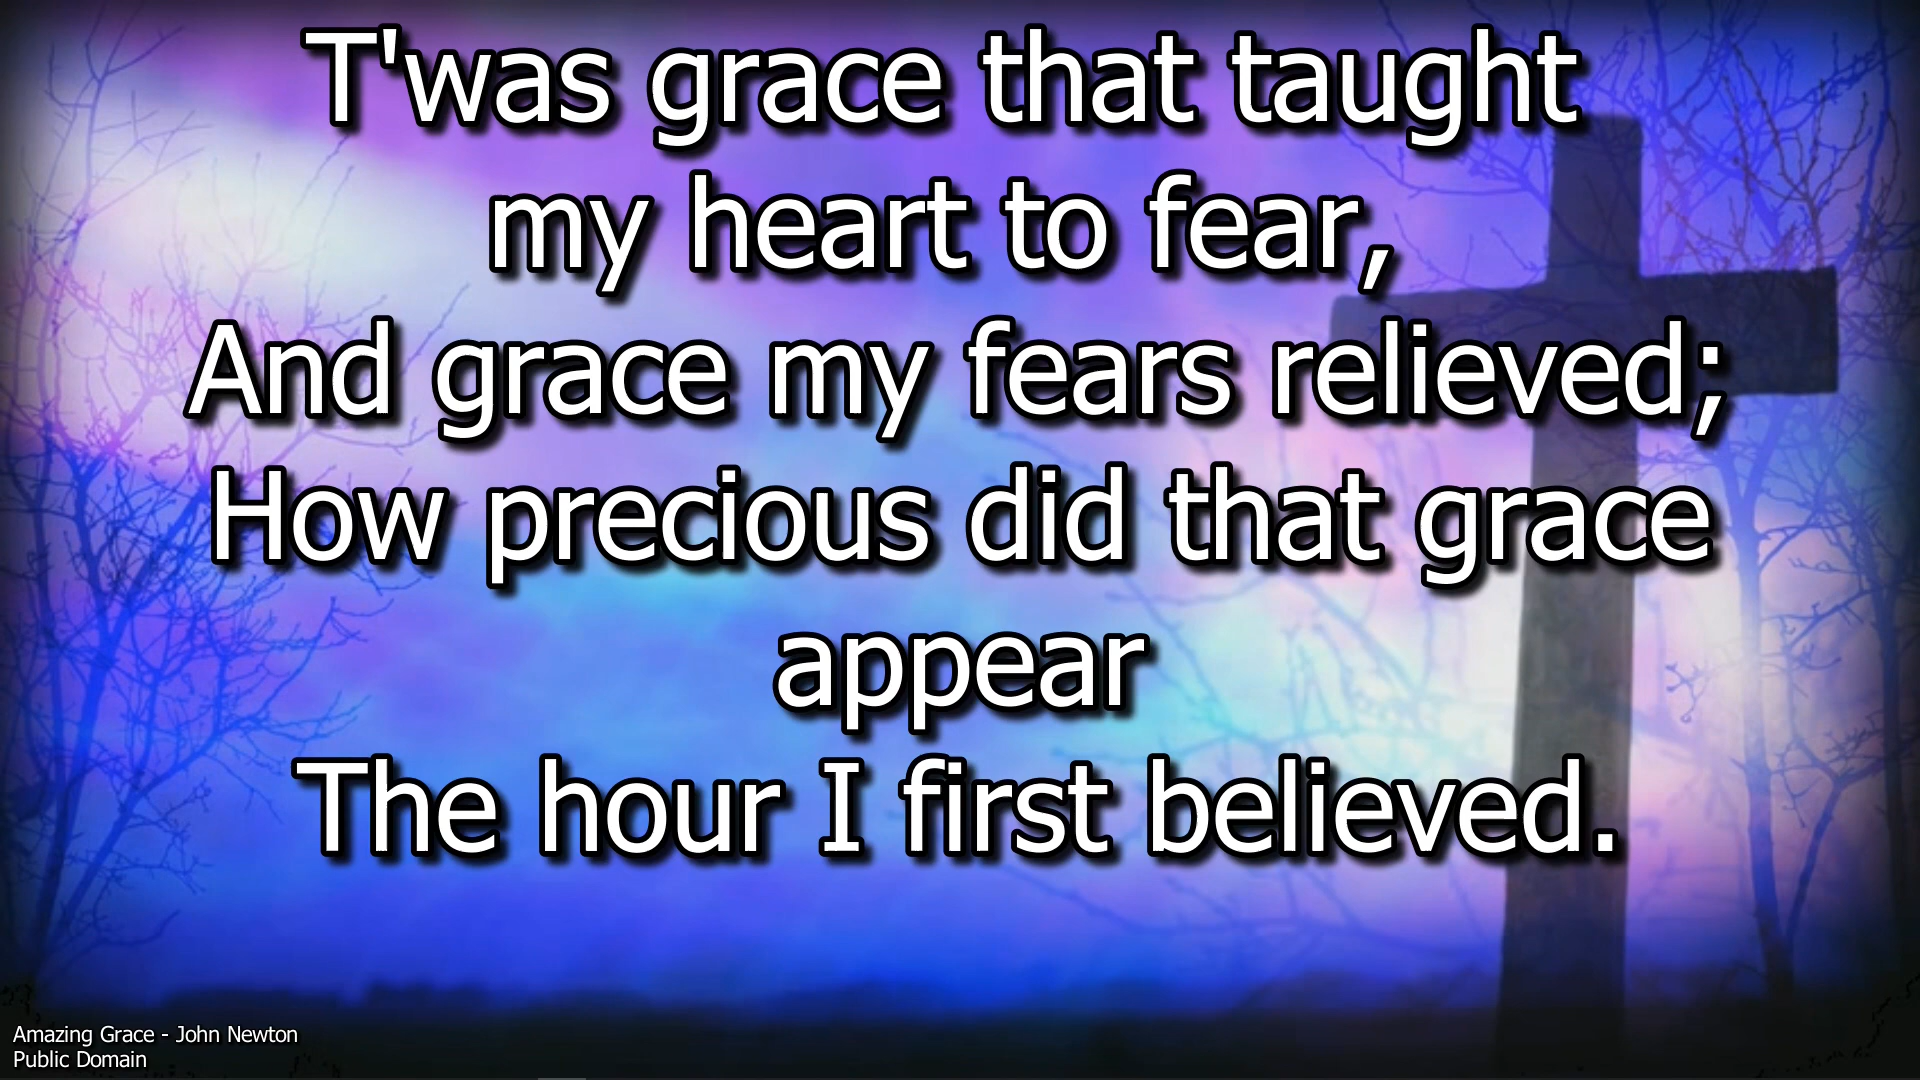 T'was grace that taught
my heart to fear,
And grace my fears relieved;
How precious did that grace
appear
The hour I first believed.
Amazing Grace - John Newton
Public Domain